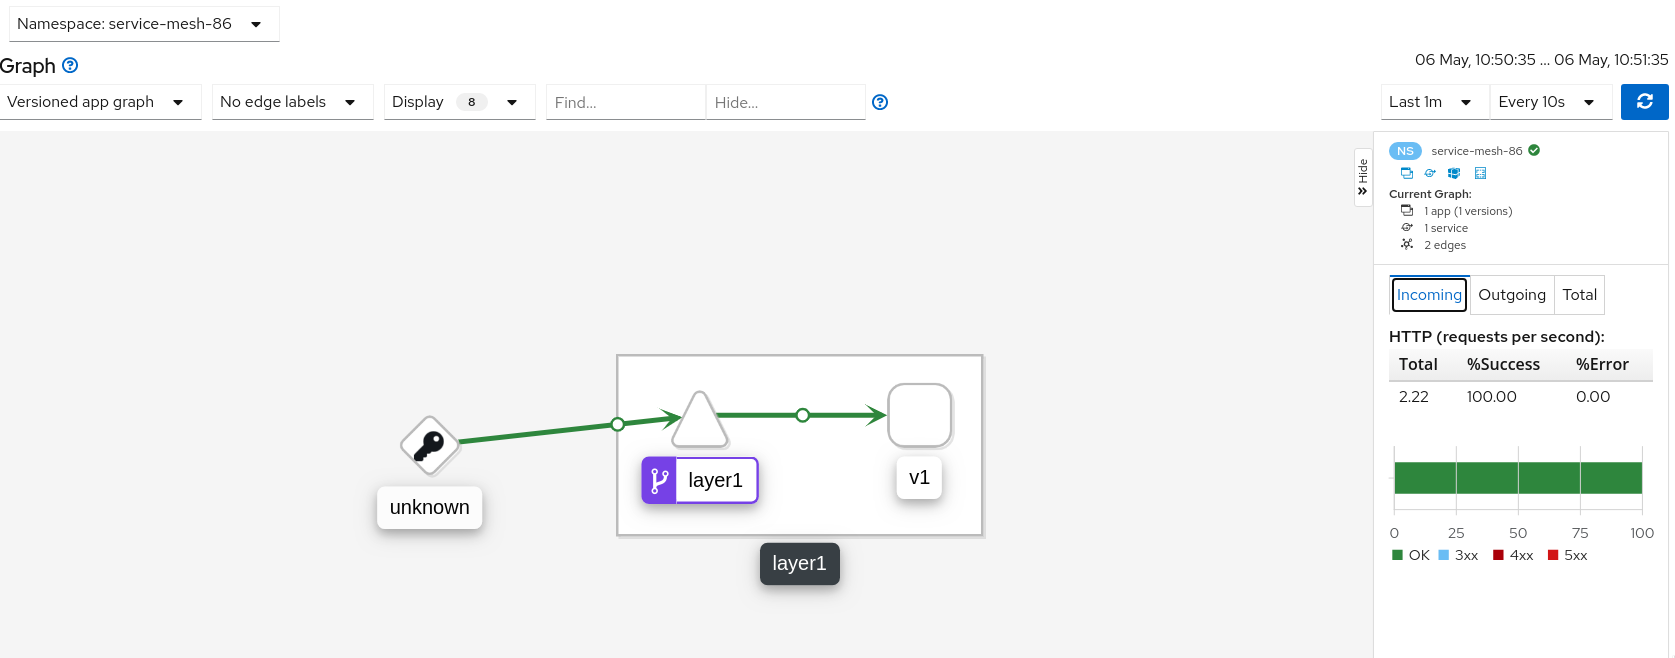 Namespace: service-mesh-86
Graph
06 May, 10:50:35 ... 06 May, 10:51:35
Versioned app graph
No edge labels
Display 8
Find...
Hide...
Last 1m
Every 10s
Hide
NS service-mesh-86
Current Graph:
1 app (1 versions)
1 service
2 edges
Incoming Outgoing Total
HTTP (requests per second):
Total %Success %Error
2.22 100.00 0.00
0 25 50 75 100
OK 3xx 4xx 5xx
unknown
layer1
v1
layer1